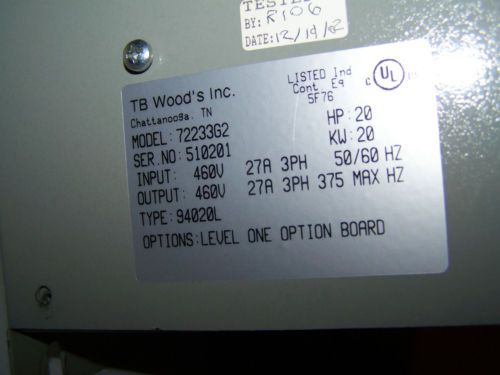 TESTED
BY: R106
DATE: 12/19/02
TB Wood's Inc.
Chattanooga, TN
LISTED Ind
Cont. Eq
5F76
C UL
MODEL: 72233G2
HP: 20
SER.NO: 510201
KW: 20
INPUT: 460V 27A 3PH 50/60 HZ
OUTPUT: 460V 27A 3PH 375 MAX HZ
TYPE: 94020L
OPTIONS: LEVEL ONE OPTION BOARD